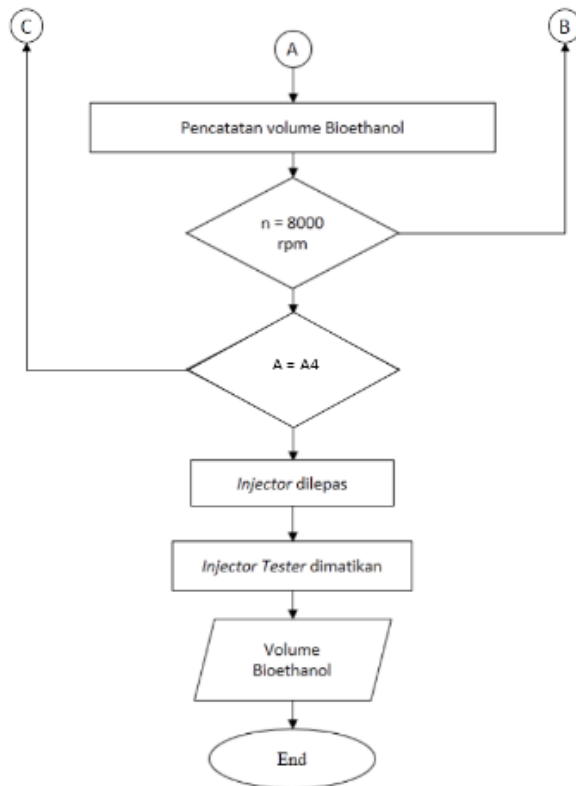 C
B
A
Pencatatan volume Bioethanol
n = 8000
rpm
A = A4
Injector dilepas
Injector Tester dimatikan
Volume
Bioethanol
End